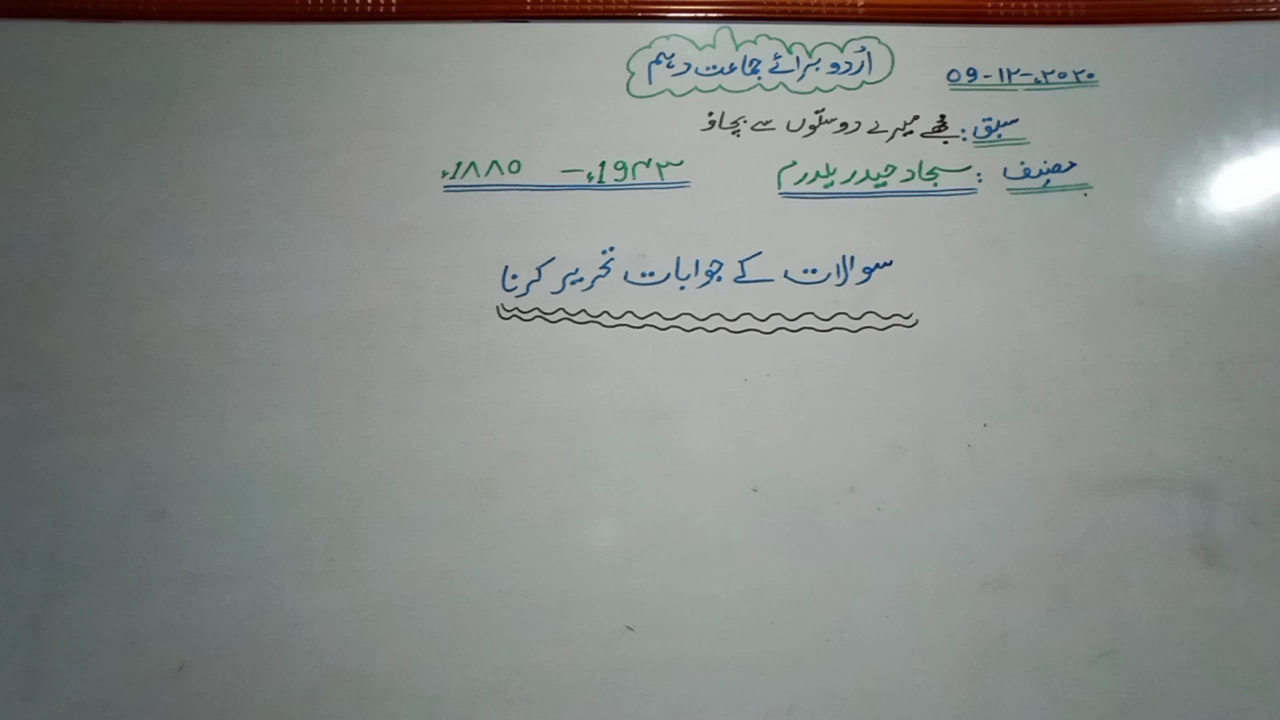 اُردو برائے جماعت دہم
۰۹-۱۲-۲۰۲۰ء
سبق: مجھے میرے دوستوں سے بچاؤ
مصنف: سجاد حیدر یلدرم ۱۹۴۳ء – ۱۸۸۰ء
سوالات کے جوابات تحریر کرنا